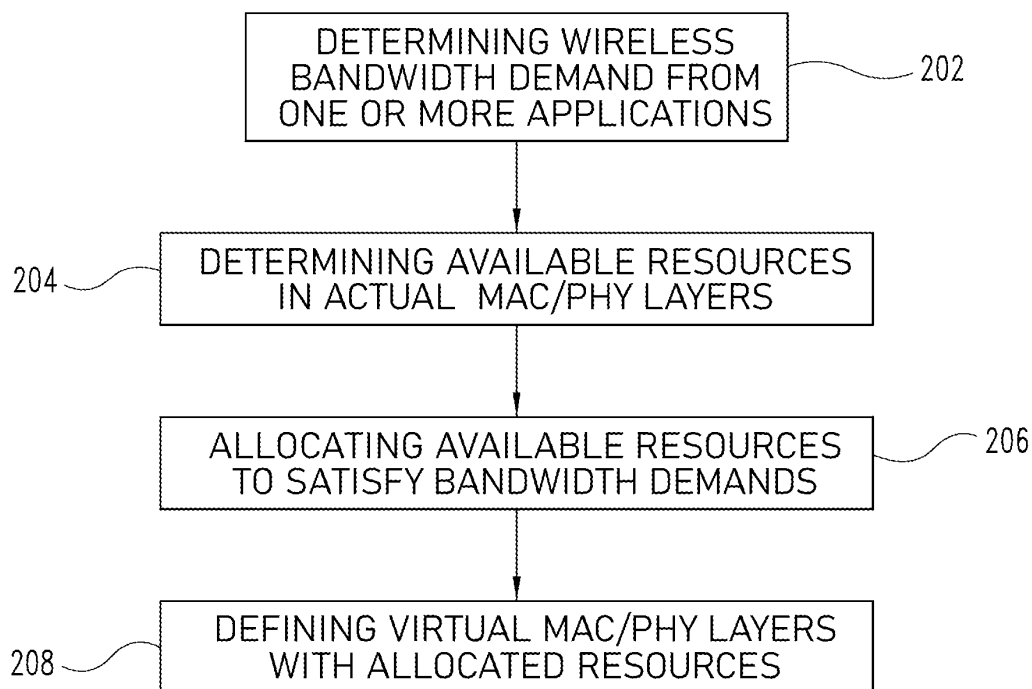 DETERMINING WIRELESS
BANDWIDTH DEMAND FROM
ONE OR MORE APPLICATIONS
202
DETERMINING AVAILABLE RESOURCES
IN ACTUAL MAC/PHY LAYERS
204
ALLOCATING AVAILABLE RESOURCES
TO SATISFY BANDWIDTH DEMANDS
206
DEFINING VIRTUAL MAC/PHY LAYERS
WITH ALLOCATED RESOURCES
208